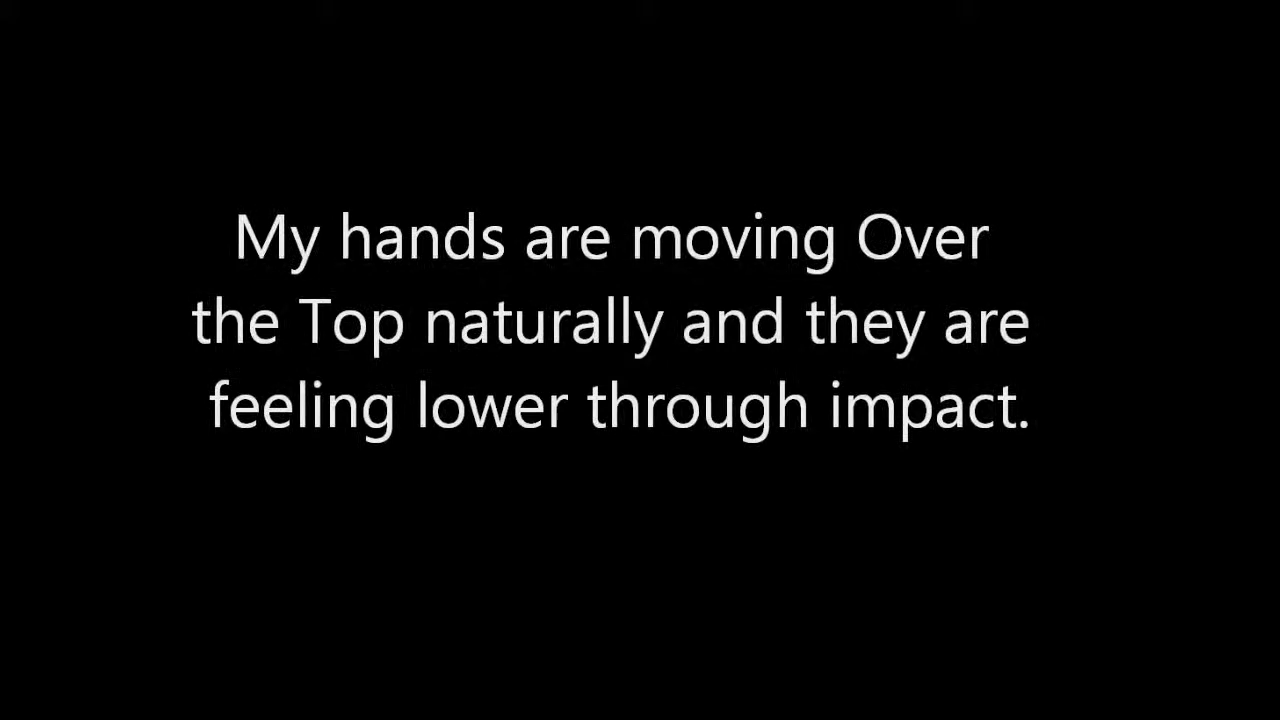 My hands are moving Over
the Top naturally and they are
feeling lower through impact.